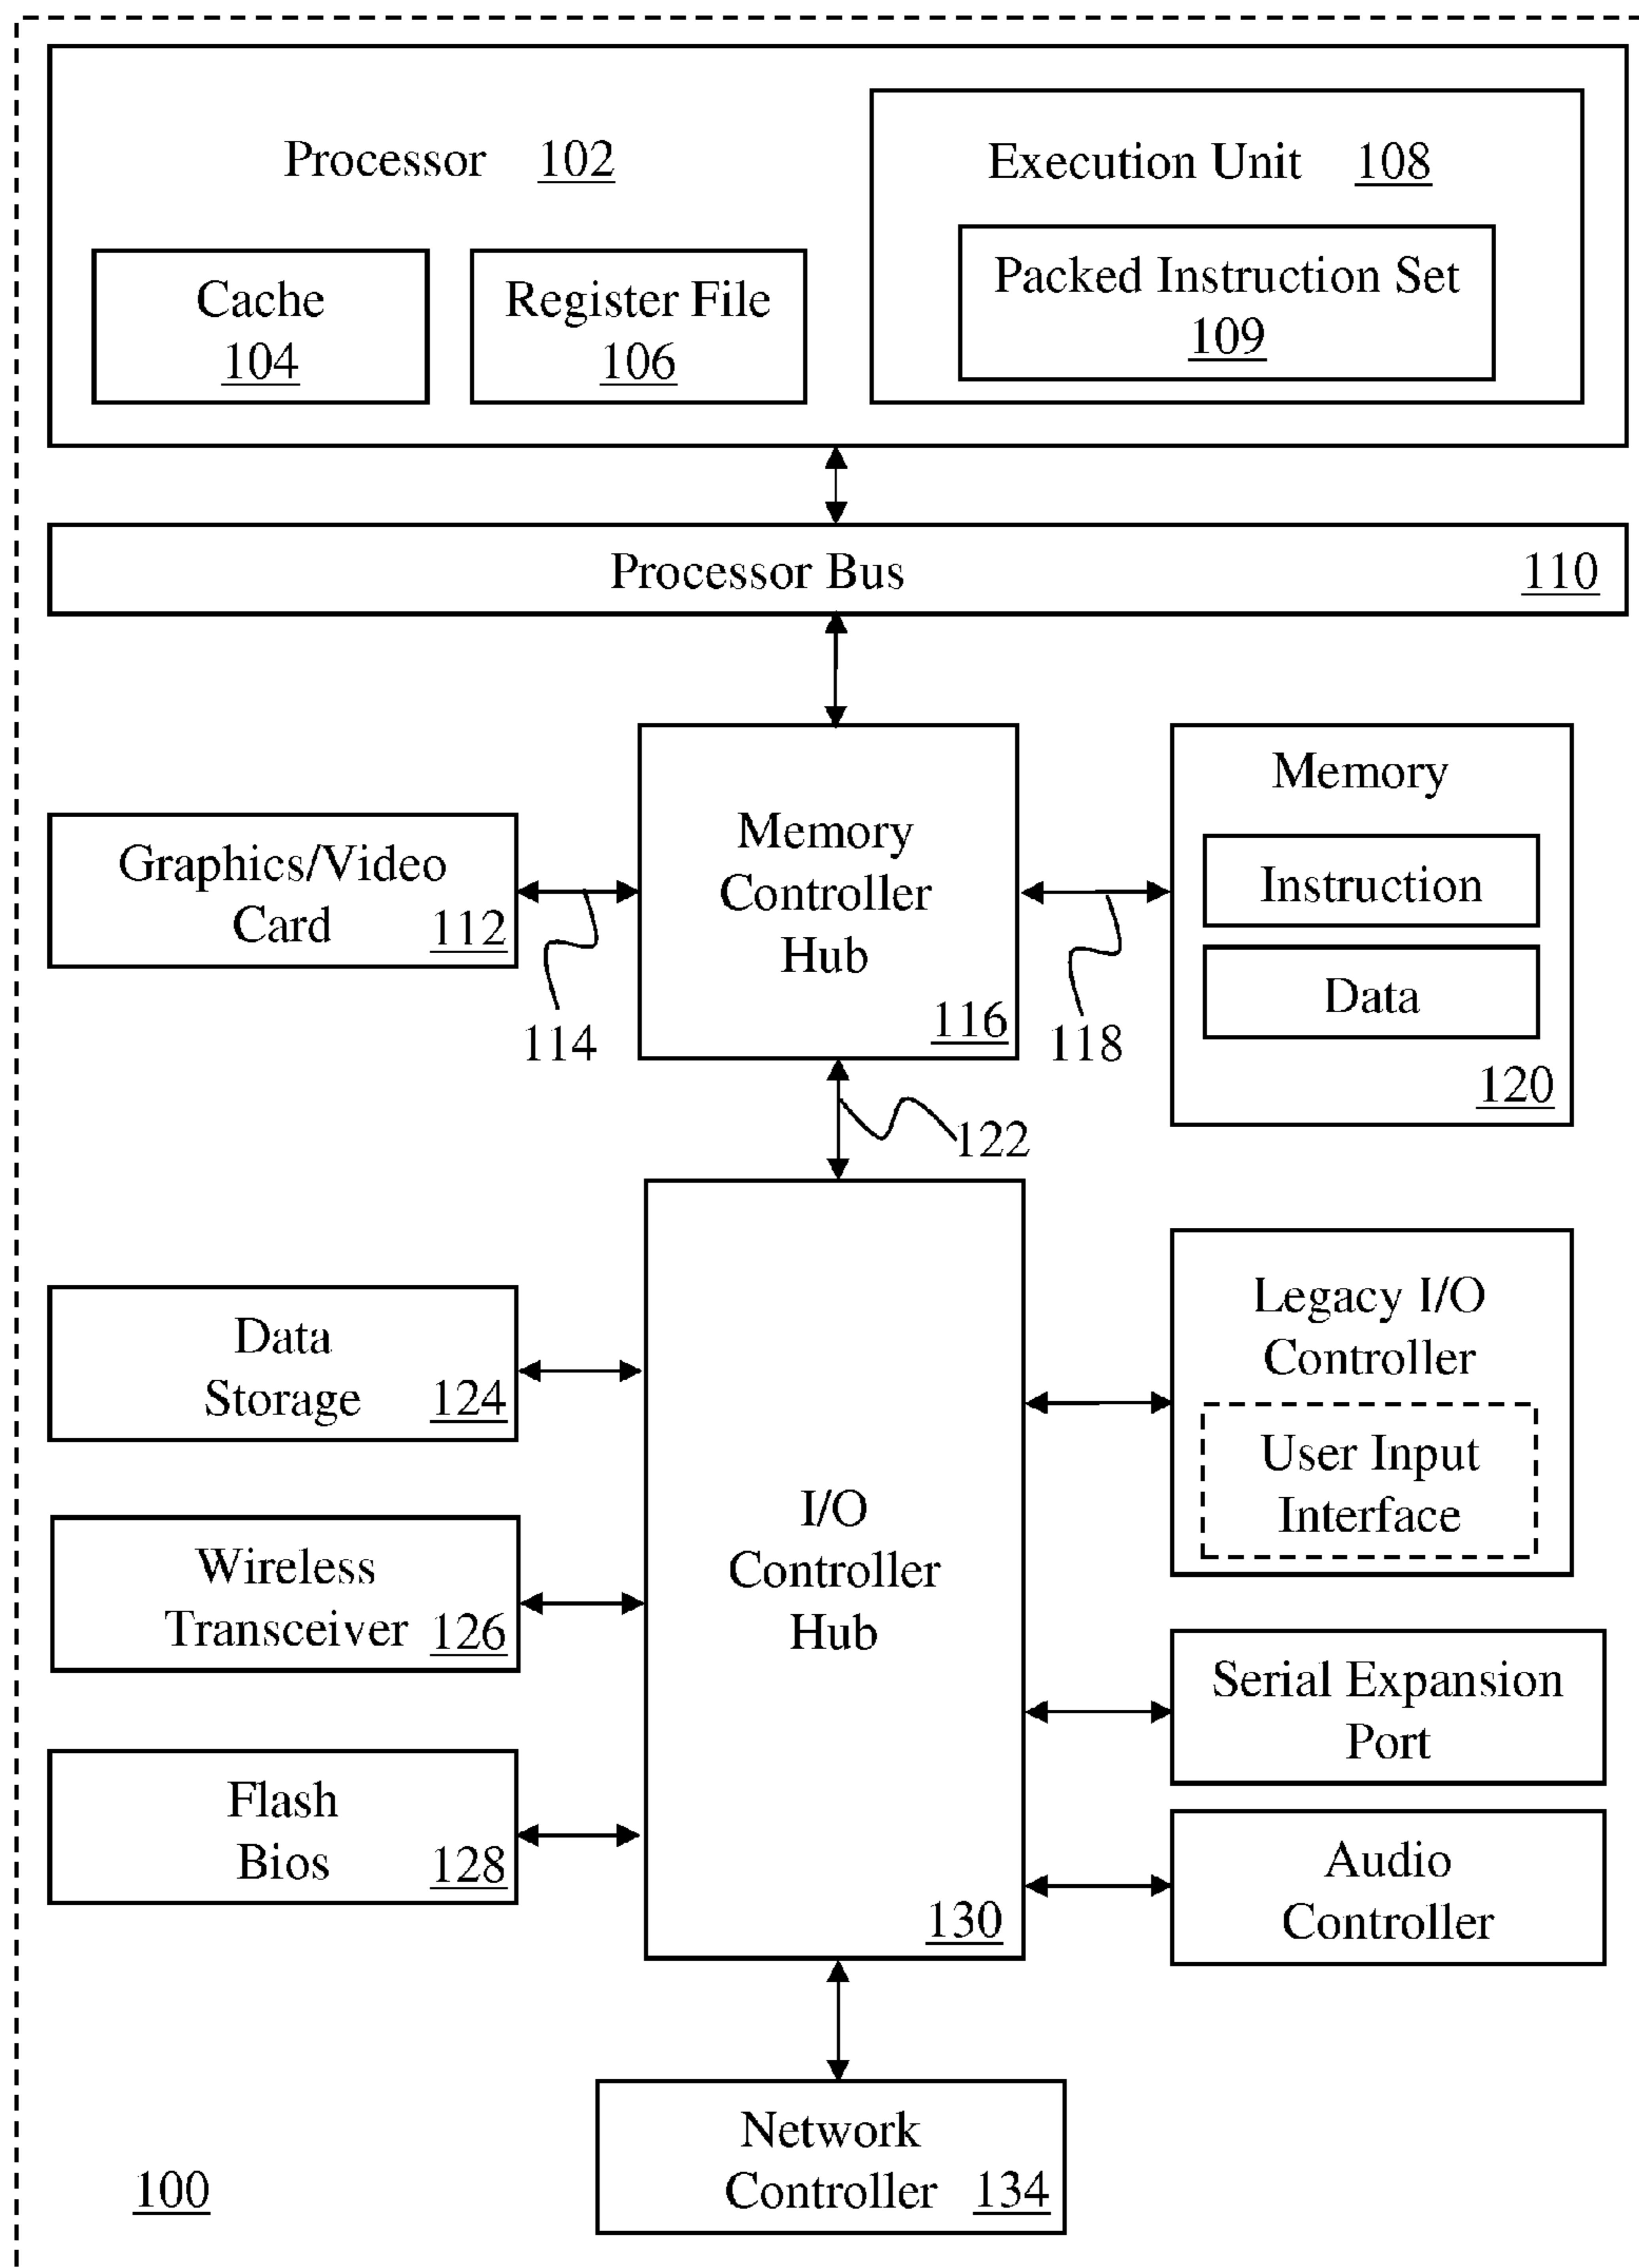 Processor 102
Execution Unit 108
Packed Instruction Set
109
Cache
104
Register File
106
Processor Bus 110
Graphics/Video
Card 112
114
Memory
Controller
Hub
116
118
Memory
Instruction
Data
120
122
Data
Storage 124
Wireless
Transceiver 126
Flash
Bios 128
I/O
Controller
Hub
130
Legacy I/O
Controller
User Input
Interface
Serial Expansion
Port
Audio
Controller
Network
Controller 134
100